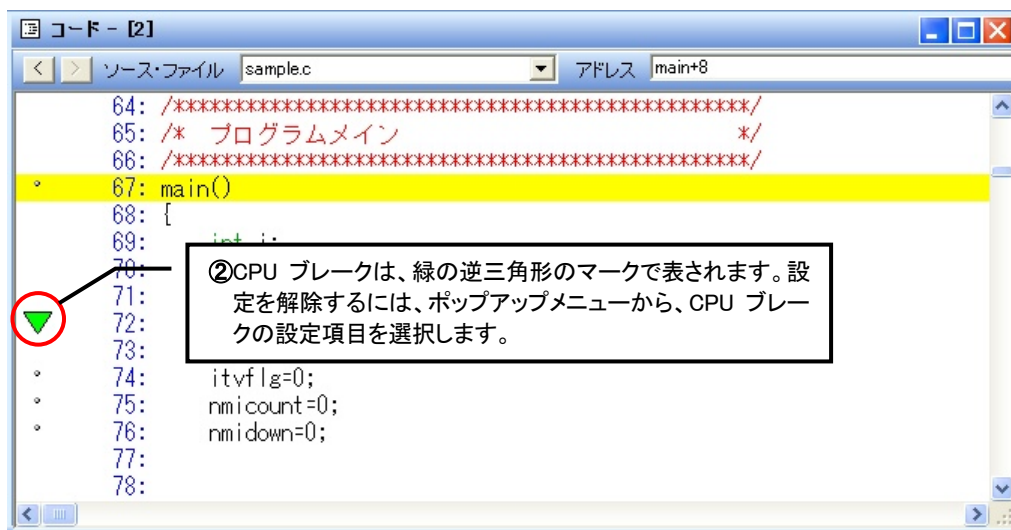 コード - [2]
ソース・ファイル sample.c アドレス main+8
64: /************************************************/
65: /* プログラムメイン */
66: /************************************************/
67: main()
68: {
69: int i;
70:
②CPU ブレークは、緑の逆三角形のマークで表されます。設
71:
定を解除するには、ポップアップメニューから、CPU ブレー
72:
クの設定項目を選択します。
73:
74: itvflg=0;
75: nmicount=0;
76: nmidown=0;
77:
78: